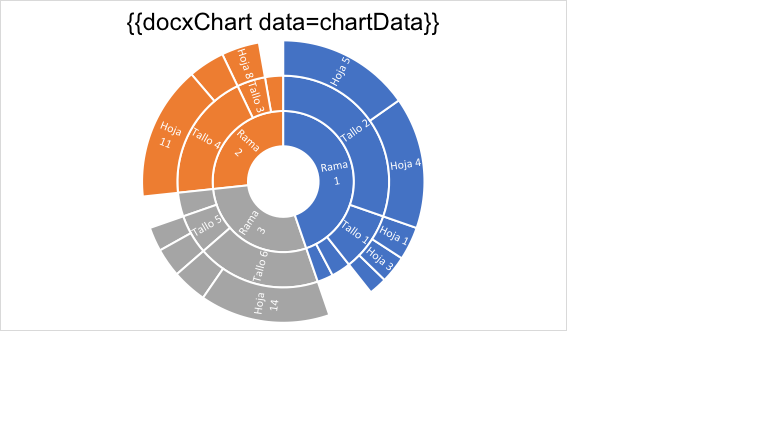 {{docxChart data=chartData}}
Hoja 5
Tallo 2
Hoja 4
Rama
1
Tallo 1
Hoja 1
Hoja 3
Hoja 8
Tallo 3
Hoja
11
Tallo 4
Rama
2
Rama
3
Tallo 5
Tallo 6
Hoja
14